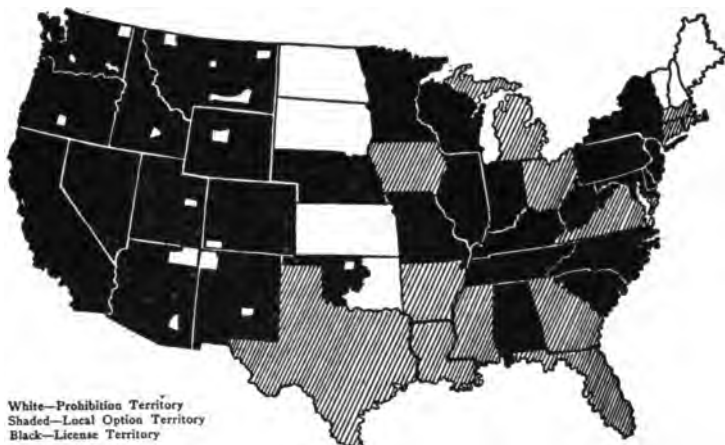 White—Prohibition Territory
Shaded—Local Option Territory
Black—License Territory